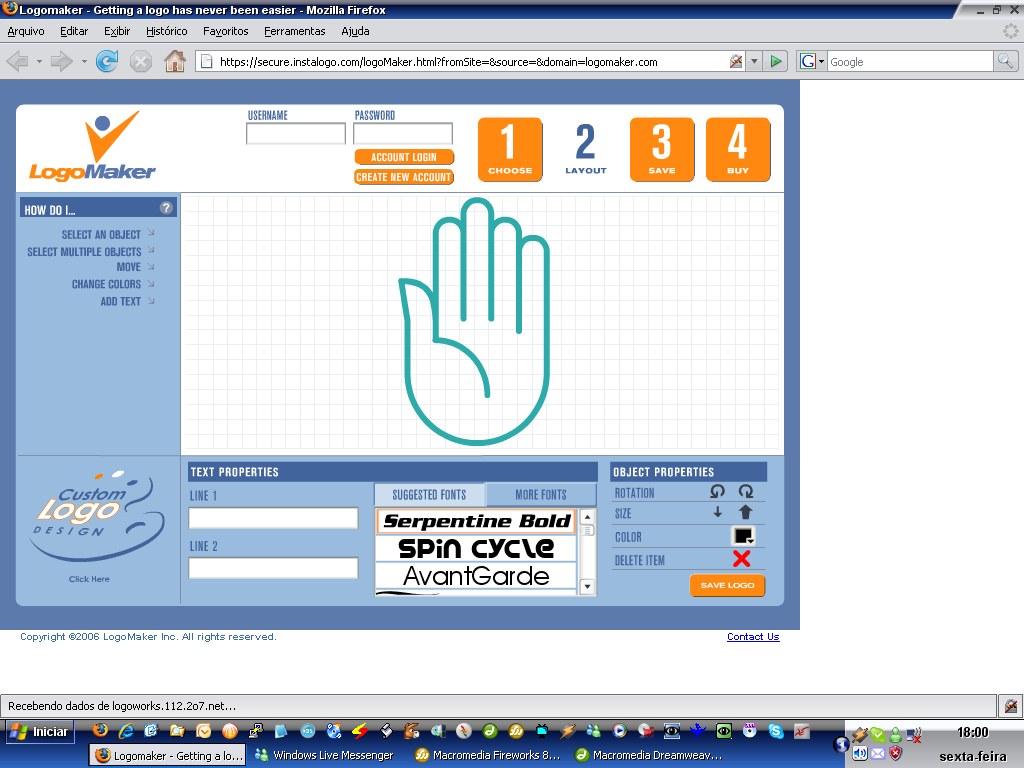 Logomaker - Getting a logo has never been easier - Mozilla Firefox
Arquivo Editar Exibir Histórico Favoritos Ferramentas Ajuda
https://secure.instalogo.com/logoMaker.html?fromSite=&source=&domain=logomaker.com
G Google
LogoMaker
USERNAME PASSWORD
ACCOUNT LOGIN
CREATE NEW ACCOUNT
1 CHOOSE
2 LAYOUT
3 SAVE
4 BUY
HOW DO I... ?
SELECT AN OBJECT
SELECT MULTIPLE OBJECTS
MOVE
CHANGE COLORS
ADD TEXT
Custom
Logo
DESIGN
Click Here
TEXT PROPERTIES
LINE 1
LINE 2
SUGGESTED FONTS MORE FONTS
Serpentine Bold
Spin Cycle
AvantGarde
OBJECT PROPERTIES
ROTATION
SIZE
COLOR
DELETE ITEM
SAVE LOGO
Copyright ©2006 LogoMaker Inc. All rights reserved. Contact Us
Recebendo dados de logoworks.112.2o7.net...
Iniciar
Logomaker - Getting a lo... Windows Live Messenger Macromedia Fireworks 8... Macromedia Dreamweav...
18:00
sexta-feira